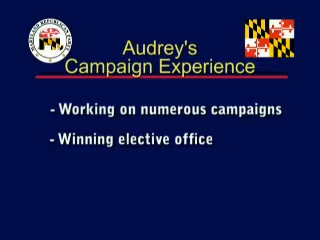 Audrey's
Campaign Experience
- Working on numerous campaigns
- Winning elective office